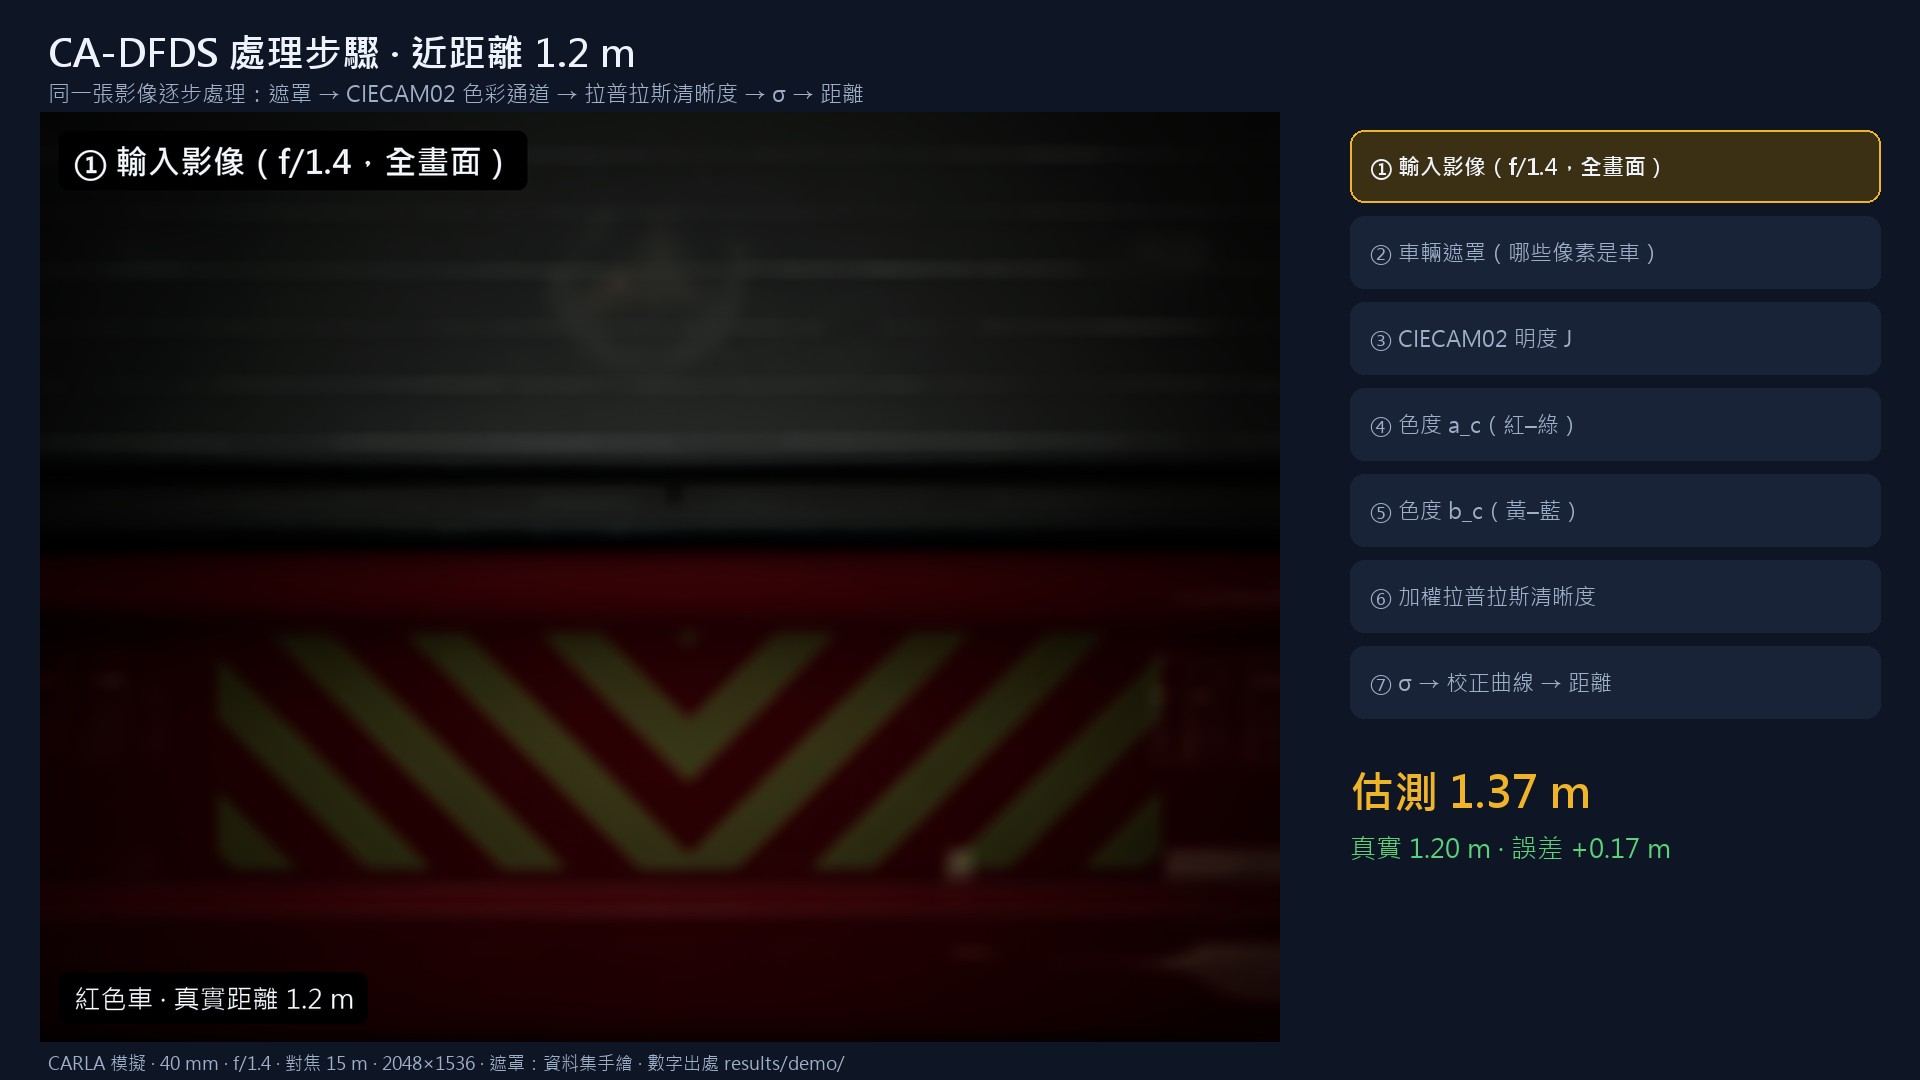 CA-DFDS 處理步驟 · 近距離 1.2 m
同一張影像逐步處理：遮罩 → CIECAM02 色彩通道 → 拉普拉斯清晰度 → σ → 距離
① 輸入影像（f/1.4，全畫面）
紅色車 · 真實距離 1.2 m
① 輸入影像（f/1.4，全畫面）
② 車輛遮罩（哪些像素是車）
③ CIECAM02 明度 J
④ 色度 a_c（紅–綠）
⑤ 色度 b_c（黃–藍）
⑥ 加權拉普拉斯清晰度
⑦ σ → 校正曲線 → 距離
估測 1.37 m
真實 1.20 m · 誤差 +0.17 m
CARLA 模擬 · 40 mm · f/1.4 · 對焦 15 m · 2048×1536 · 遮罩：資料集手繪 · 數字出處 results/demo/